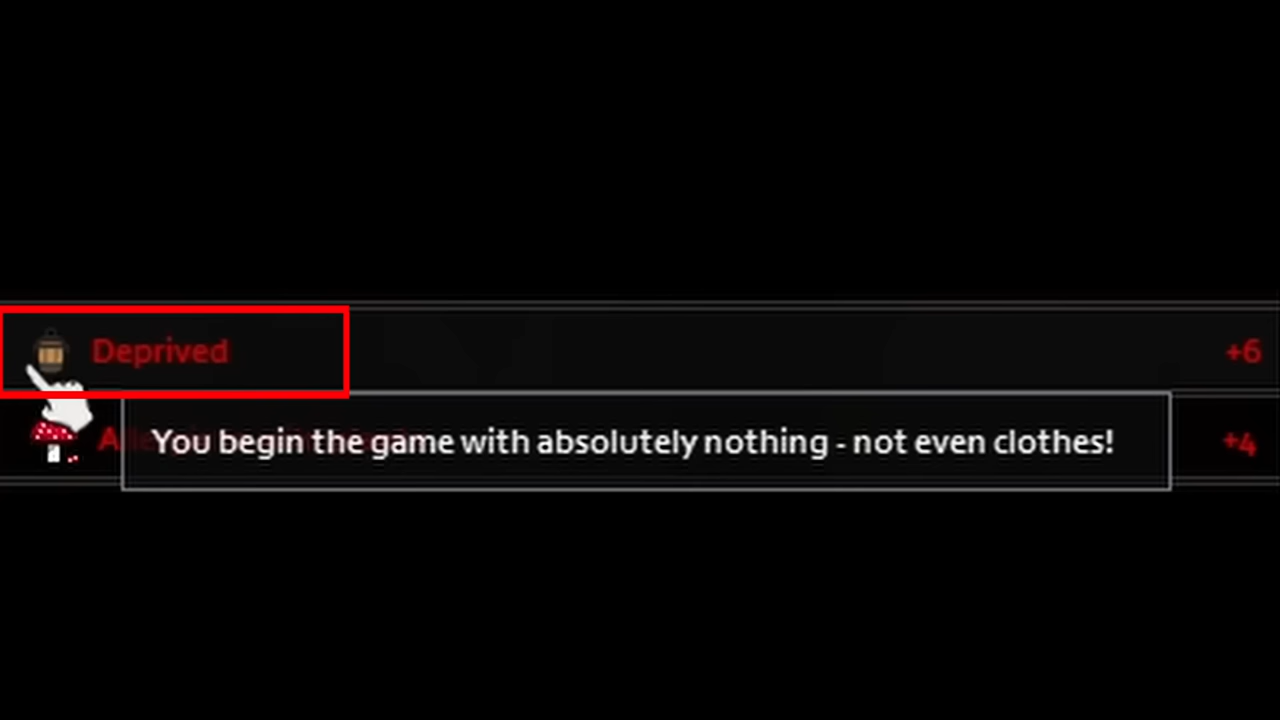 Deprived
+6
You begin the game with absolutely nothing - not even clothes!
+4